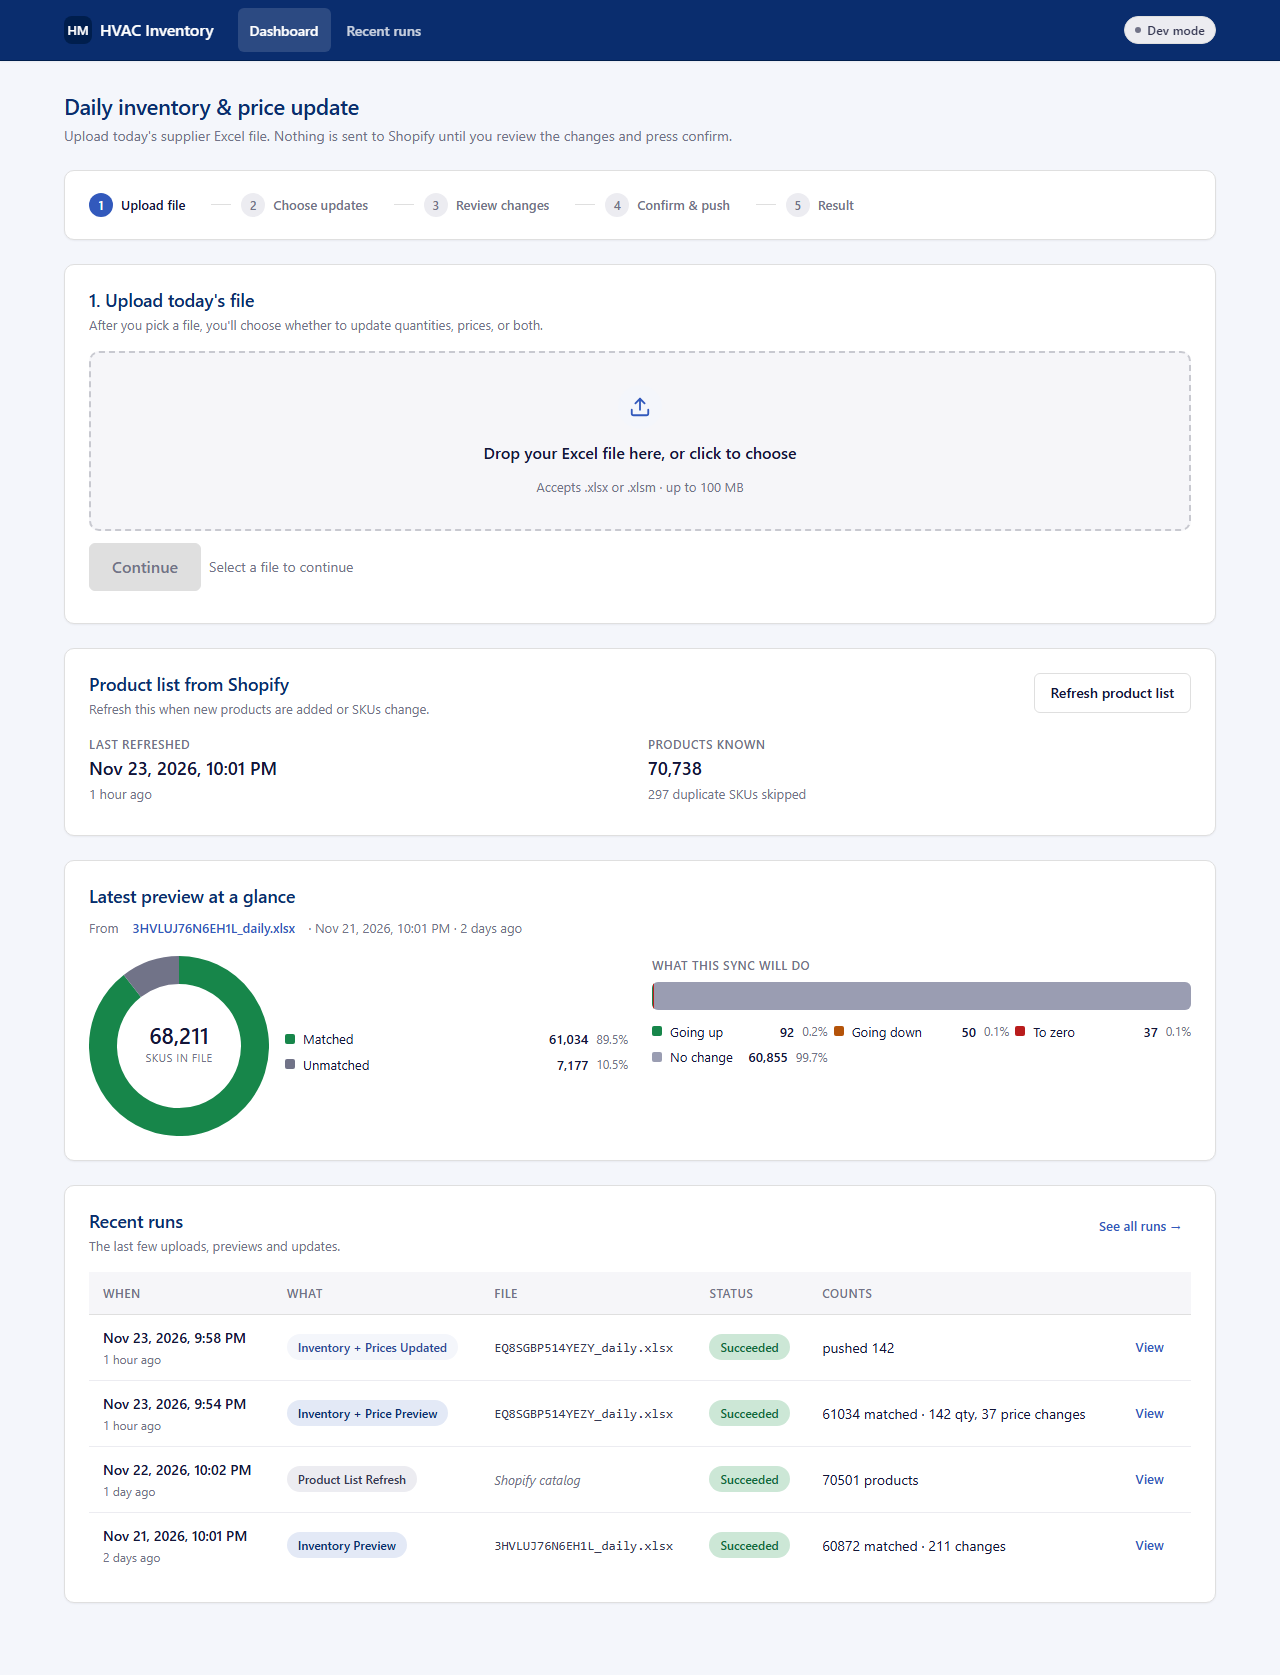 HM HVAC Inventory Dashboard Recent runs Dev mode
Daily inventory & price update
Upload today's supplier Excel file. Nothing is sent to Shopify until you review the changes and press confirm.
1 Upload file 2 Choose updates 3 Review changes 4 Confirm & push 5 Result
1. Upload today's file
After you pick a file, you'll choose whether to update quantities, prices, or both.
Drop your Excel file here, or click to choose
Accepts .xlsx or .xlsm · up to 100 MB
Continue Select a file to continue
Product list from Shopify
Refresh this when new products are added or SKUs change.
Refresh product list
LAST REFRESHED
Nov 23, 2026, 10:01 PM
1 hour ago
PRODUCTS KNOWN
70,738
297 duplicate SKUs skipped
Latest preview at a glance
From 3HVLUJ76N6EH1L_daily.xlsx · Nov 21, 2026, 10:01 PM · 2 days ago
68,211
SKUS IN FILE
Matched 61,034 89.5%
Unmatched 7,177 10.5%
WHAT THIS SYNC WILL DO
Going up 92 0.2% Going down 50 0.1% To zero 37 0.1%
No change 60,855 99.7%
Recent runs
The last few uploads, previews and updates.
See all runs →
WHEN WHAT FILE STATUS COUNTS
Nov 23, 2026, 9:58 PM
1 hour ago
Inventory + Prices Updated EQ8SGBP514YEZY_daily.xlsx Succeeded pushed 142 View
Nov 23, 2026, 9:54 PM
1 hour ago
Inventory + Price Preview EQ8SGBP514YEZY_daily.xlsx Succeeded 61034 matched · 142 qty, 37 price changes View
Nov 22, 2026, 10:02 PM
1 day ago
Product List Refresh Shopify catalog Succeeded 70501 products View
Nov 21, 2026, 10:01 PM
2 days ago
Inventory Preview 3HVLUJ76N6EH1L_daily.xlsx Succeeded 60872 matched · 211 changes View